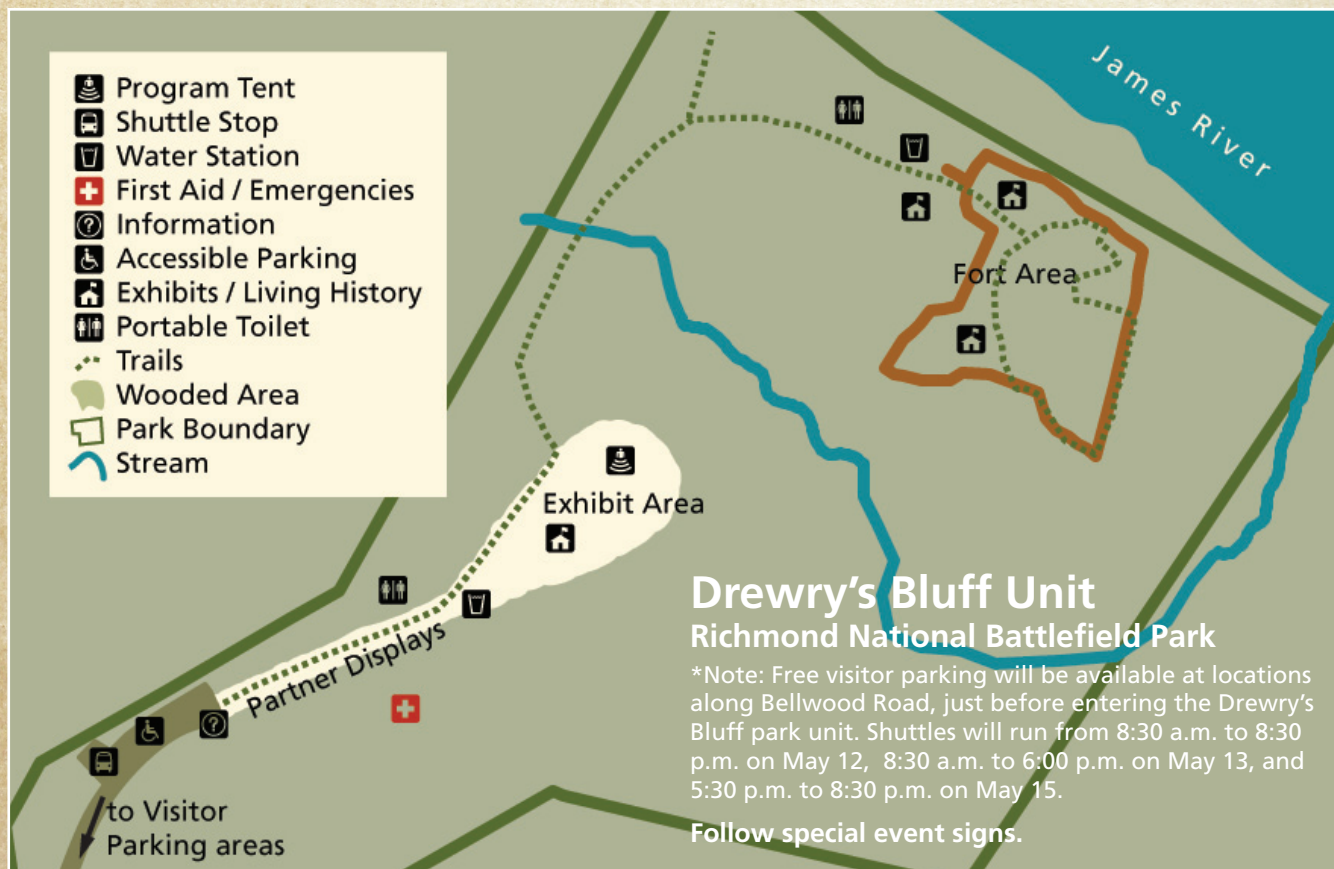 Program Tent
Shuttle Stop
Water Station
First Aid / Emergencies
Information
Accessible Parking
Exhibits / Living History
Portable Toilet
Trails
Wooded Area
Park Boundary
Stream
James River
Fort Area
Exhibit Area
Partner Displays
to Visitor
Parking areas
Drewry's Bluff Unit
Richmond National Battlefield Park
*Note: Free visitor parking will be available at locations
along Bellwood Road, just before entering the Drewry's
Bluff park unit. Shuttles will run from 8:30 a.m. to 8:30
p.m. on May 12, 8:30 a.m. to 6:00 p.m. on May 13, and
5:30 p.m. to 8:30 p.m. on May 15.
Follow special event signs.